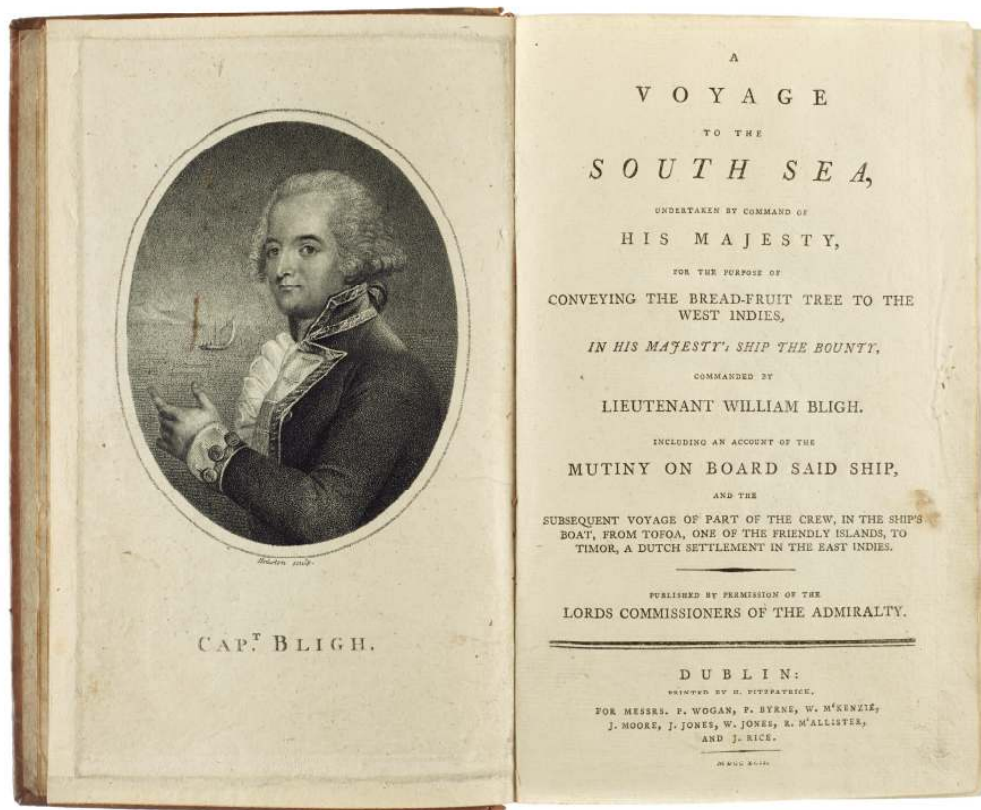 Houston sculp.
CAP.T BLIGH.
A
VOYAGE
TO THE
SOUTH SEA,
UNDERTAKEN BY COMMAND OF
HIS MAJESTY,
FOR THE PURPOSE OF
CONVEYING THE BREAD-FRUIT TREE TO THE
WEST INDIES,
IN HIS MAJESTY's SHIP THE BOUNTY,
COMMANDED BY
LIEUTENANT WILLIAM BLIGH.
INCLUDING AN ACCOUNT OF THE
MUTINY ON BOARD SAID SHIP,
AND THE
SUBSEQUENT VOYAGE OF PART OF THE CREW, IN THE SHIP'S
BOAT, FROM TOFOA, ONE OF THE FRIENDLY ISLANDS, TO
TIMOR, A DUTCH SETTLEMENT IN THE EAST INDIES.
PUBLISHED BY PERMISSION OF THE
LORDS COMMISSIONERS OF THE ADMIRALTY.
DUBLIN:
PRINTED BY H. FITZPATRICK,
FOR MESSRS. P. WOGAN, P. BYRNE, W. McKENZIE,
J. MOORE, J. JONES, W. JONES, R. McALLISTER,
AND J. RICE.